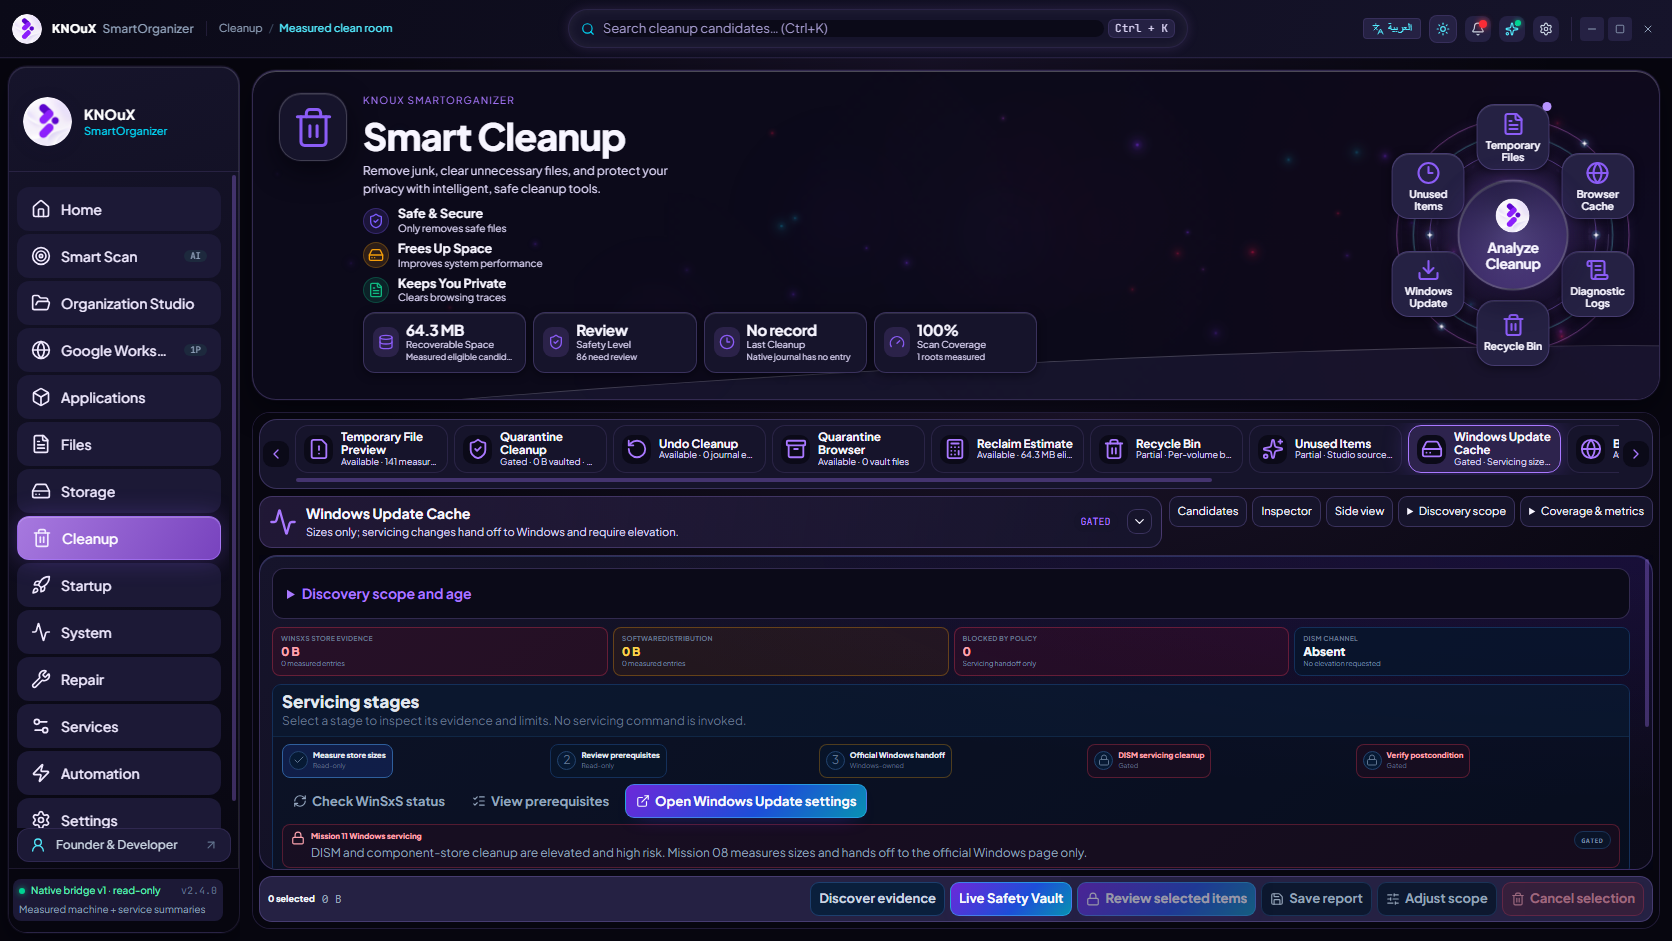 KNOuX SmartOrganizer
Cleanup / Measured clean room
Search cleanup candidates... (Ctrl+K)
Ctrl + K
العربية
KNOuX
SmartOrganizer
Home
Smart Scan AI
Organization Studio
Google Works... 1P
Applications
Files
Storage
Cleanup
Startup
System
Repair
Services
Automation
Settings
Founder & Developer
Native bridge v1 · read-only v2.4.0
Measured machine + service summaries
KNOUX SMARTORGANIZER
Smart Cleanup
Remove junk, clear unnecessary files, and protect your
privacy with intelligent, safe cleanup tools.
Safe & Secure
Only removes safe files
Frees Up Space
Improves system performance
Keeps You Private
Clears browsing traces
64.3 MB
Recoverable Space
Measured eligible candid...
Review
Safety Level
86 need review
No record
Last Cleanup
Native journal has no entry
100%
Scan Coverage
1 roots measured
Temporary
Files
Unused
Items
Browser
Cache
Analyze
Cleanup
Windows
Update
Diagnostic
Logs
Recycle Bin
Temporary File
Preview
Available · 141 measur...
Quarantine
Cleanup
Gated · 0 B vaulted · ...
Undo Cleanup
Available · 0 journal e...
Quarantine
Browser
Available · 0 vault files
Reclaim Estimate
Available · 64.3 MB eli...
Recycle Bin
Partial · Per-volume b...
Unused Items
Partial · Studio source...
Windows Update
Cache
Gated · Servicing size...
Windows Update Cache
Sizes only; servicing changes hand off to Windows and require elevation.
GATED
Candidates
Inspector
Side view
Discovery scope
Coverage & metrics
Discovery scope and age
WINSXS STORE EVIDENCE
0 B
0 measured entries
SOFTWAREDISTRIBUTION
0 B
0 measured entries
BLOCKED BY POLICY
0
Servicing handoff only
DISM CHANNEL
Absent
No elevation requested
Servicing stages
Select a stage to inspect its evidence and limits. No servicing command is invoked.
Measure store sizes
Read-only
2 Review prerequisites
Read-only
3 Official Windows handoff
Windows-owned
DISM servicing cleanup
Gated
Verify postcondition
Gated
Check WinSxS status
View prerequisites
Open Windows Update settings
Mission 11 Windows servicing
DISM and component-store cleanup are elevated and high risk. Mission 08 measures sizes and hands off to the official Windows page only.
GATED
0 selected 0 B
Discover evidence
Live Safety Vault
Review selected items
Save report
Adjust scope
Cancel selection